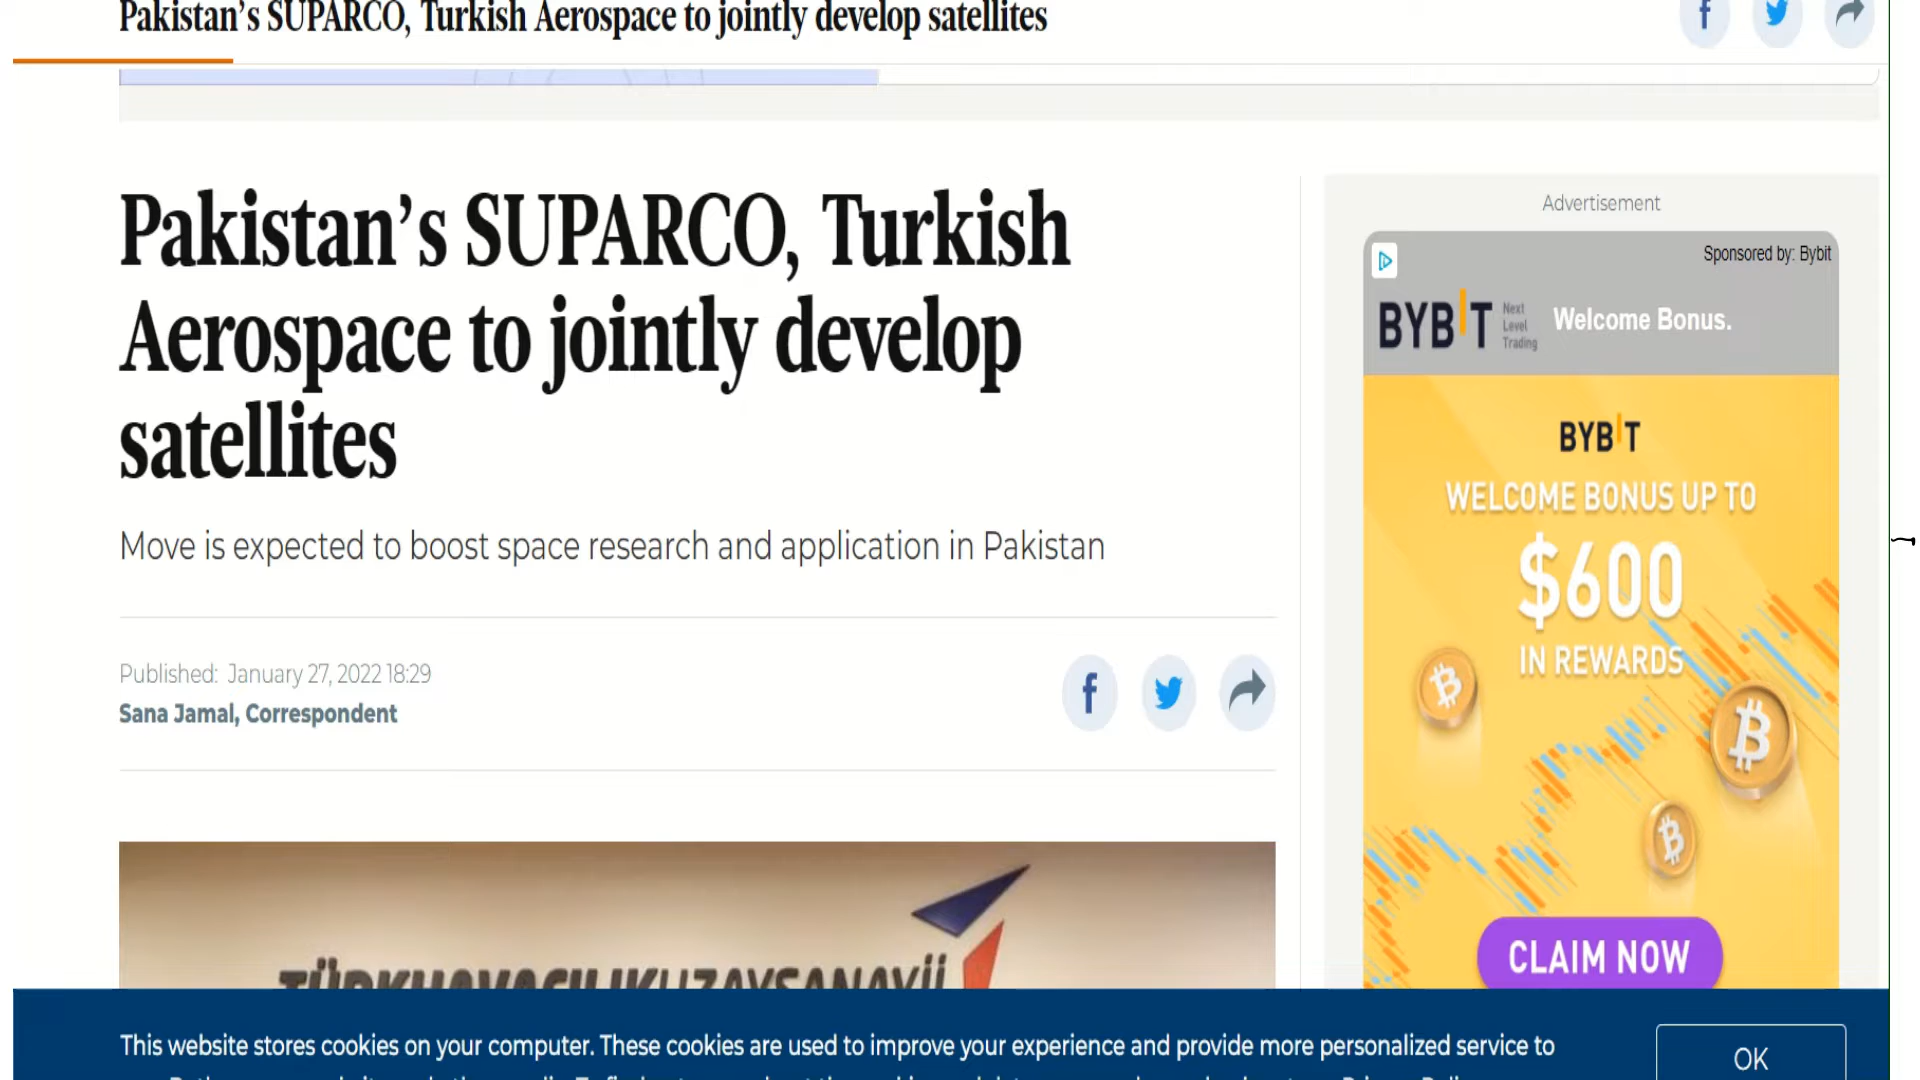 Pakistan’s SUPARCO, Turkish Aerospace to jointly develop satellites
Pakistan’s SUPARCO, Turkish
Aerospace to jointly develop
satellites
Move is expected to boost space research and application in Pakistan
Published: January 27, 2022 18:29
Sana Jamal, Correspondent
Advertisement
Sponsored by: Bybit
BYBIT
Next
Level
Trading
Welcome Bonus.
BYBIT
WELCOME BONUS UP TO
$600
IN REWARDS
CLAIM NOW
This website stores cookies on your computer. These cookies are used to improve your experience and provide more personalized service to
OK